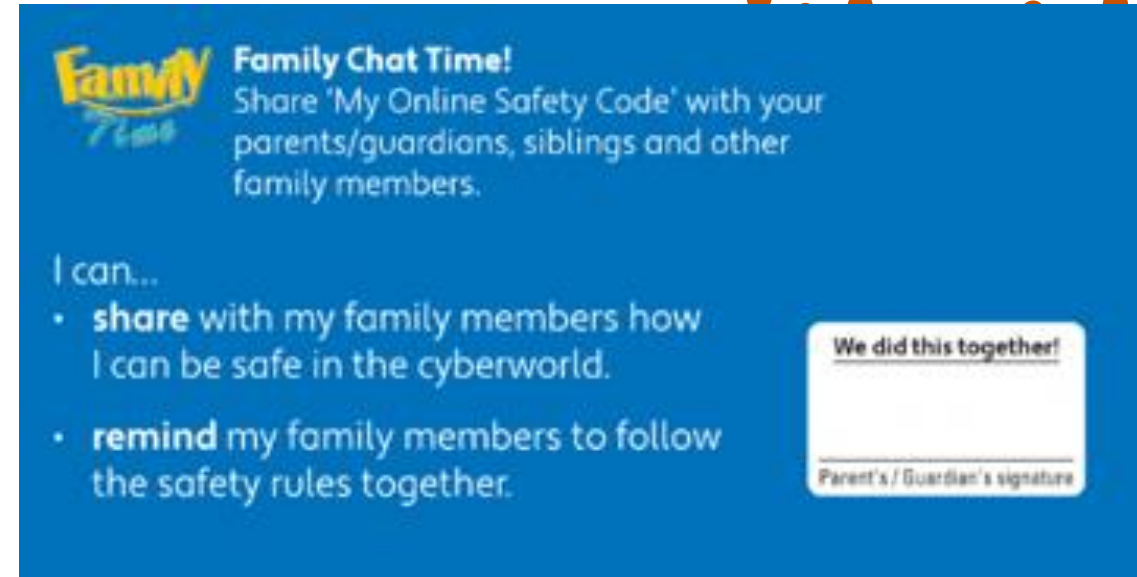 Family
Time
Family Chat Time!
Share 'My Online Safety Code' with your
parents/guardians, siblings and other
family members.
I can...
• share with my family members how
I can be safe in the cyberworld.
• remind my family members to follow
the safety rules together.
We did this together!
Parent's / Guardian's signature